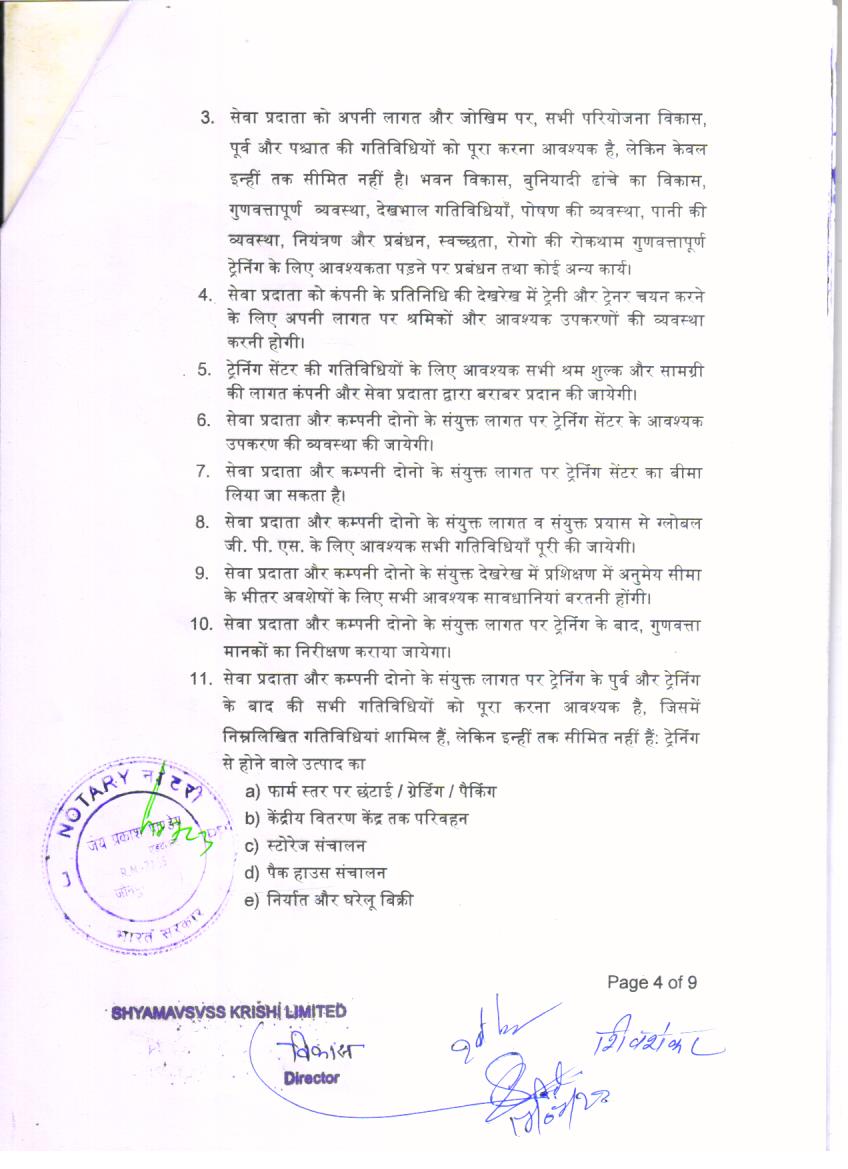 3. सेवा प्रदाता को अपनी लागत और जोखिम पर, सभी परियोजना विकास,
पूर्व और पश्चात की गतिविधियों को पूरा करना आवश्यक है, लेकिन केवल
इन्हीं तक सीमित नहीं है। भवन विकास, बुनियादी ढांचे का विकास,
गुणवत्तापूर्ण व्यवस्था, देखभाल गतिविधियाँ, पोषण की व्यवस्था, पानी की
व्यवस्था, नियंत्रण और प्रबंधन, स्वच्छता, रोगो की रोकथाम गुणवत्तापूर्ण
ट्रेनिंग के लिए आवश्यकता पड़ने पर प्रबंधन तथा कोई अन्य कार्य।
4. सेवा प्रदाता को कंपनी के प्रतिनिधि की देखरेख में ट्रेनी और ट्रेनर चयन करने
के लिए अपनी लागत पर श्रमिकों और आवश्यक उपकरणों की व्यवस्था
करनी होगी।
5. ट्रेनिंग सेंटर की गतिविधियों के लिए आवश्यक सभी श्रम शुल्क और सामग्री
की लागत कंपनी और सेवा प्रदाता द्वारा बराबर प्रदान की जायेगी।
6. सेवा प्रदाता और कम्पनी दोनो के संयुक्त लागत पर ट्रेनिंग सेंटर के आवश्यक
उपकरण की व्यवस्था की जायेगी।
7. सेवा प्रदाता और कम्पनी दोनो के संयुक्त लागत पर ट्रेनिंग सेंटर का बीमा
लिया जा सकता है।
8. सेवा प्रदाता और कम्पनी दोनो के संयुक्त लागत व संयुक्त प्रयास से ग्लोबल
जी. पी. एस. के लिए आवश्यक सभी गतिविधियाँ पूरी की जायेगी।
9. सेवा प्रदाता और कम्पनी दोनो के संयुक्त देखरेख में प्रशिक्षण में अनुमेय सीमा
के भीतर अवशेषों के लिए सभी आवश्यक सावधानियां बरतनी होंगी।
10. सेवा प्रदाता और कम्पनी दोनो के संयुक्त लागत पर ट्रेनिंग के बाद, गुणवत्ता
मानकों का निरीक्षण कराया जायेगा।
11. सेवा प्रदाता और कम्पनी दोनो के संयुक्त लागत पर ट्रेनिंग के पुर्व और ट्रेनिंग
के बाद की सभी गतिविधियों को पूरा करना आवश्यक है, जिसमें
निम्नलिखित गतिविधियां शामिल हैं, लेकिन इन्हीं तक सीमित नहीं हैं: ट्रेनिंग
से होने वाले उत्पाद का
a) फार्म स्तर पर छंटाई / ग्रेडिंग / पैकिंग
b) केंद्रीय वितरण केंद्र तक परिवहन
c) स्टोरेज संचालन
d) पैक हाउस संचालन
e) निर्यात और घरेलू बिक्री
NOTARY नोटरी
जय प्रकाश
भारत सरकार
Page 4 of 9
SHYAMAVSVSS KRISHI LIMITED
विकास
Director
शिवशंकर